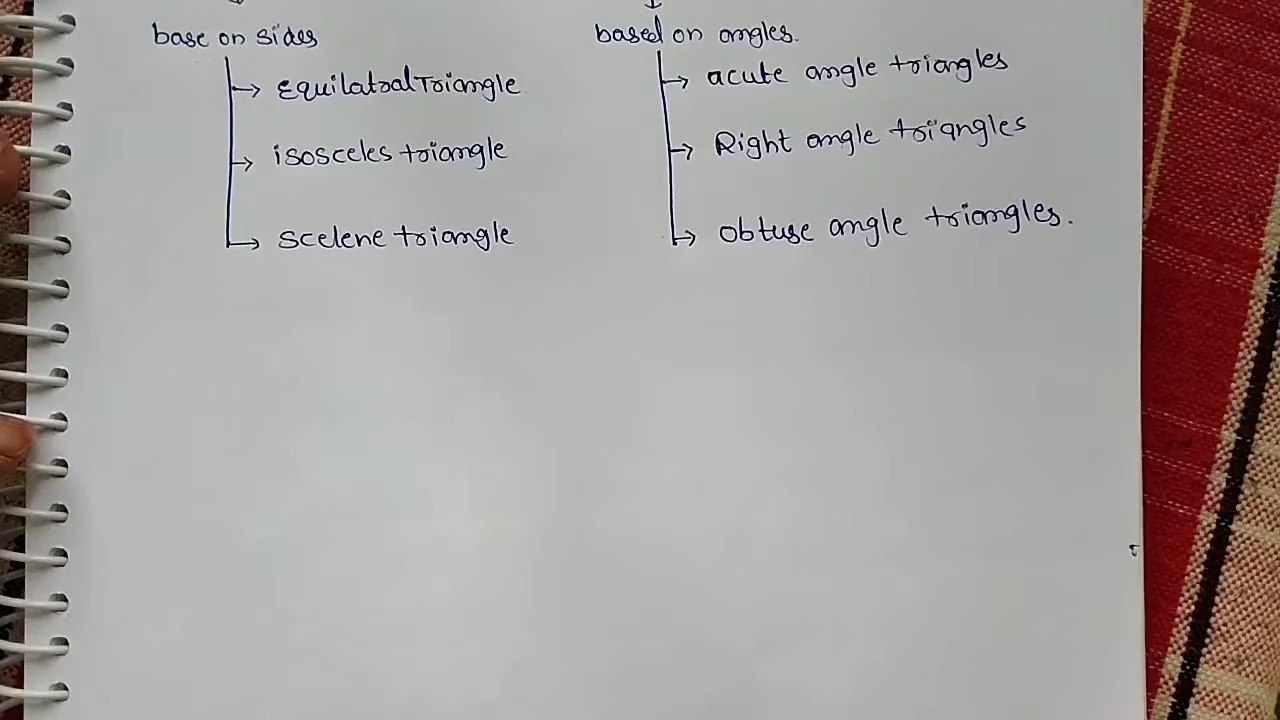 base on sides
Equilatral Triangle
isosceles triangle
scelene triangle
based on angles.
acute angle triangles
Right angle triangles
obtuse angle triangles.